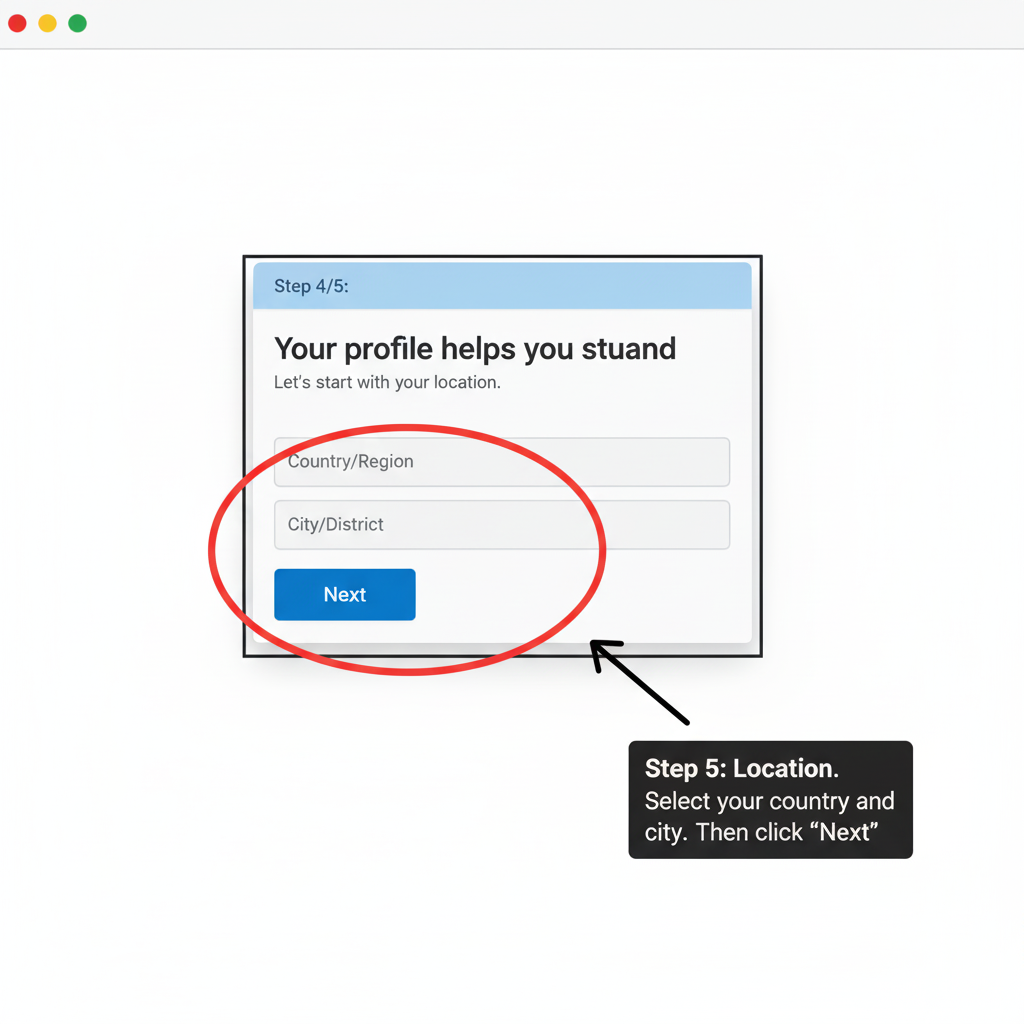 Step 4/5:
Your profile helps you stuand
Let's start with your location.
Country/Region
City/District
Next
Step 5: Location.
Select your country and
city. Then click “Next”